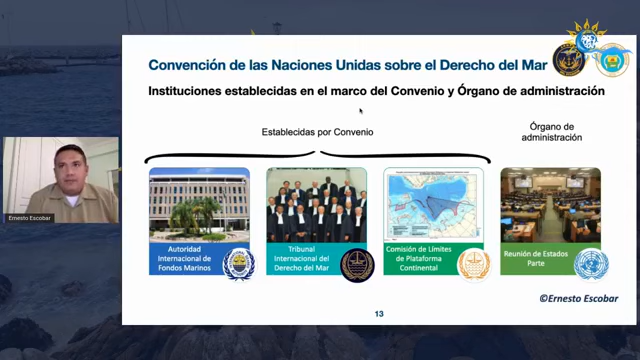 Convención de las Naciones Unidas sobre el Derecho del Mar
Instituciones establecidas en el marco del Convenio y Órgano de administración
Establecidas por Convenio
Órgano de
administración
Autoridad
Internacional de
Fondos Marinos
Tribunal
Internacional del
Derecho del Mar
Comisión de Límites
de Plataforma
Continental
Reunión de Estados
Parte
©Ernesto Escobar
13
Ernesto Escobar